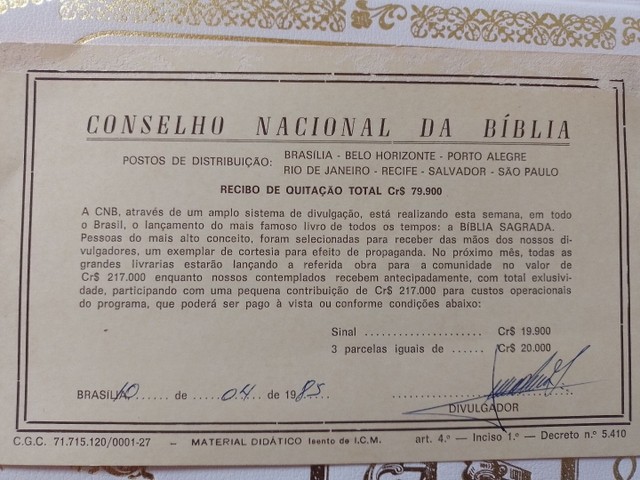 CONSELHO NACIONAL DA BÍBLIA
POSTOS DE DISTRIBUIÇÃO: BRASILIA - BELO HORIZONTE - PORTO ALEGRE
RIO DE JANEIRO - RECIFE - SALVADOR - SÃO PAULO
RECIBO DE QUITAÇÃO TOTAL Cr$ 79.900
A CNB, através de um amplo sistema de divulgação, está realizando esta semana, em todo
o Brasil, o lançamento do mais famoso livro de todos os tempos: a BÍBLIA SAGRADA.
Pessoas do mais alto conceito, foram selecionadas para receber das mãos dos nossos di-
vulgadores, um exemplar de cortesia para efeito de propaganda. No próximo mês, todas as
grandes livrarias estarão lançando a referida obra para a comunidade no valor de
Cr$ 217.000 enquanto nossos contemplados recebem antecipadamente, com total exlusivi-
dade, participando com uma pequena contribuição de Cr$ 217.000 para custos operacionais
do programa, que poderá ser pago à vista ou conforme condições abaixo:
Sinal ..................... Cr$ 19.900
3 parcelas iguais de ...... Cr$ 20.000
BRASILIA 10 ..... de ..... 04 ... de 1985 ..
DIVULGADOR
C.G.C. 71.715.120/0001-27 – MATERIAL DIDÁTICO Isento de I.C.M. art. 4.º – Inciso 1.º – Decreto n.º 5.410